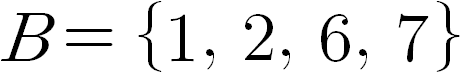 B = {1, 2, 6, 7}